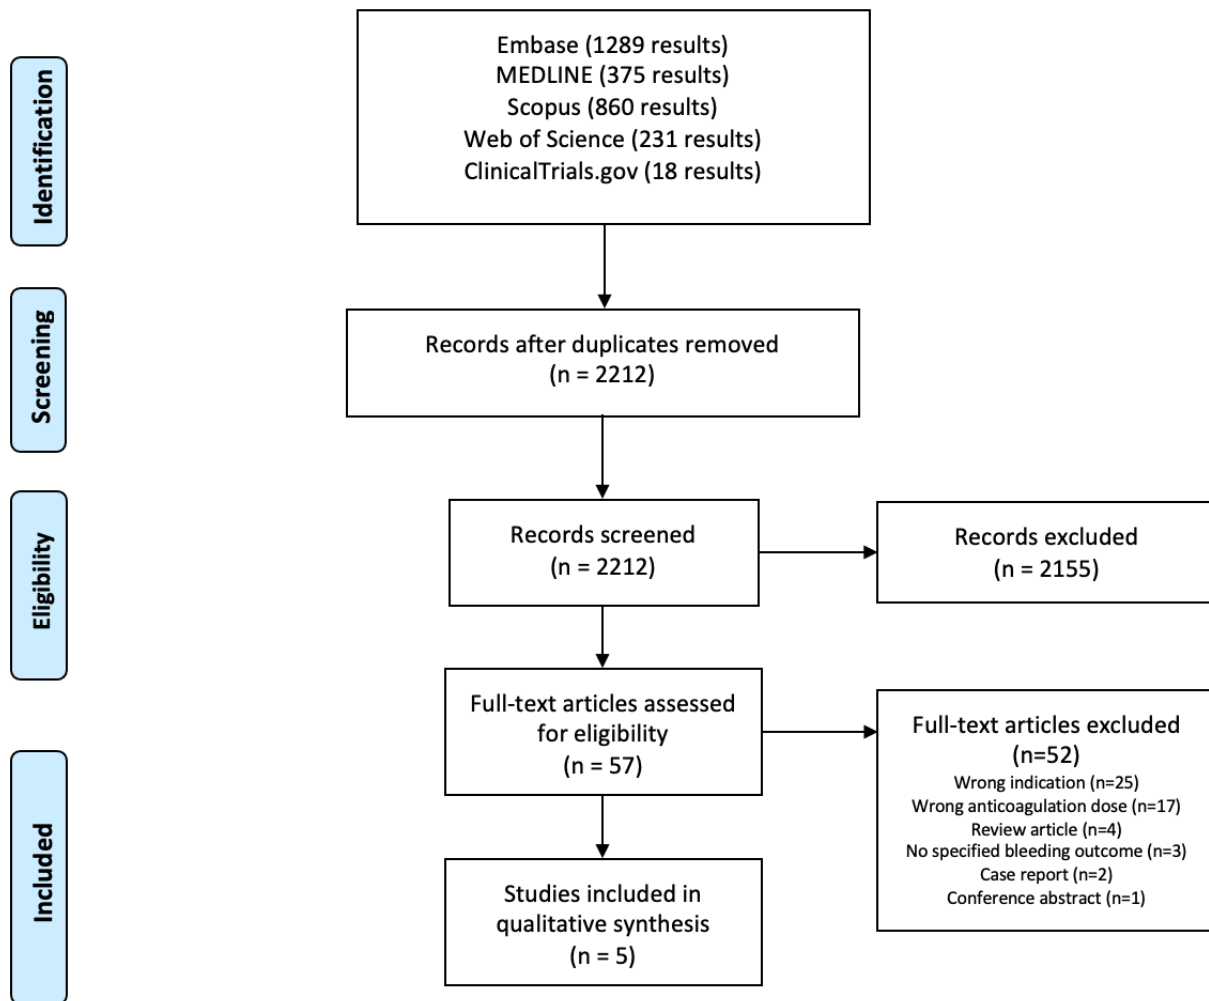 Identification
Embase (1289 results)
MEDLINE (375 results)
Scopus (860 results)
Web of Science (231 results)
ClinicalTrials.gov (18 results)
Screening
Records after duplicates removed
(n = 2212)
Eligibility
Records screened
(n = 2212)
Records excluded
(n = 2155)
Full-text articles assessed
for eligibility
(n = 57)
Full-text articles excluded
(n=52)
Wrong indication (n=25)
Wrong anticoagulation dose (n=17)
Review article (n=4)
No specified bleeding outcome (n=3)
Case report (n=2)
Conference abstract (n=1)
Included
Studies included in
qualitative synthesis
(n = 5)